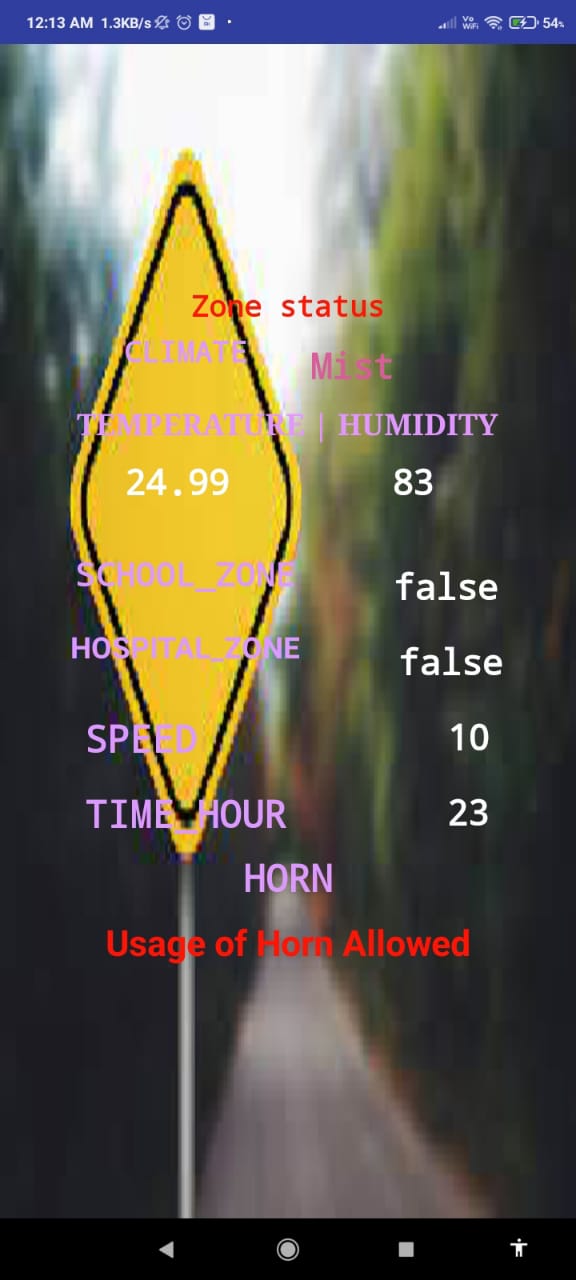 12:13 AM 1.3KB/s Vo WiFi 54%
Zone status
CLIMATE Mist
TEMPERATURE | HUMIDITY
24.99 83
SCHOOL_ZONE false
HOSPITAL_ZONE false
SPEED 10
TIME_HOUR 23
HORN
Usage of Horn Allowed